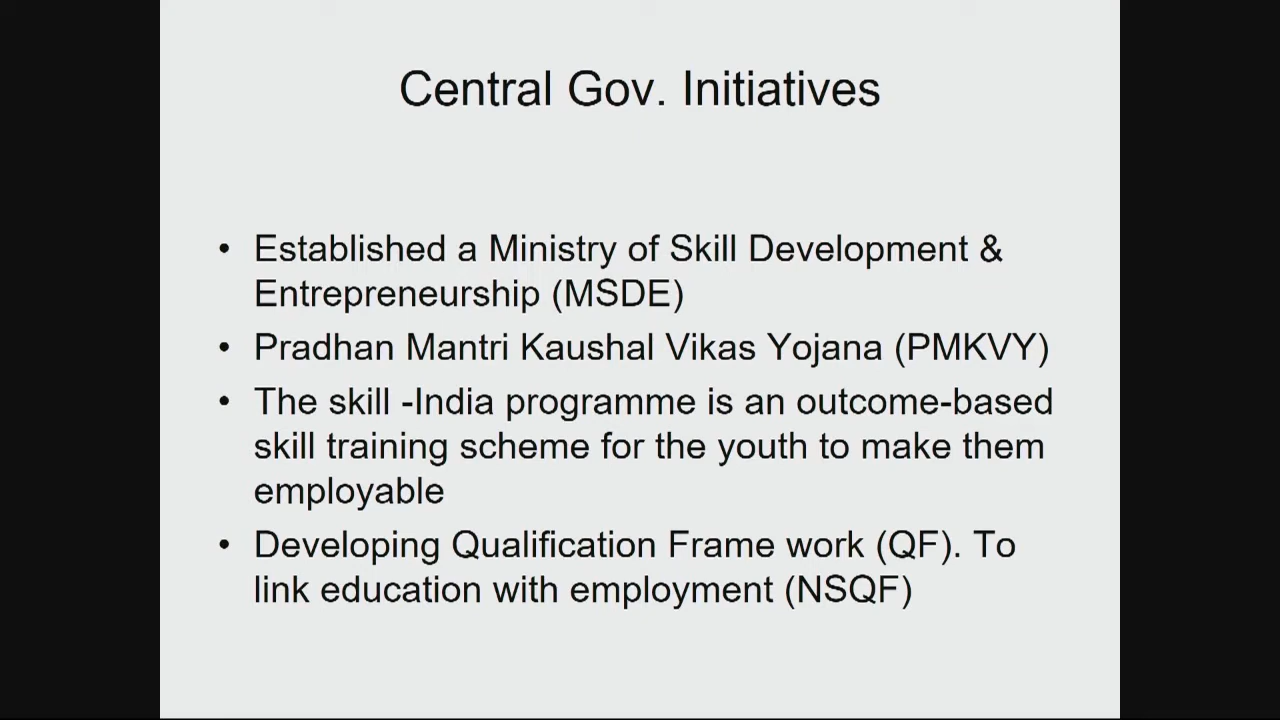 Central Gov. Initiatives
• Established a Ministry of Skill Development &
Entrepreneurship (MSDE)
• Pradhan Mantri Kaushal Vikas Yojana (PMKVY)
• The skill -India programme is an outcome-based
skill training scheme for the youth to make them
employable
• Developing Qualification Frame work (QF). To
link education with employment (NSQF)